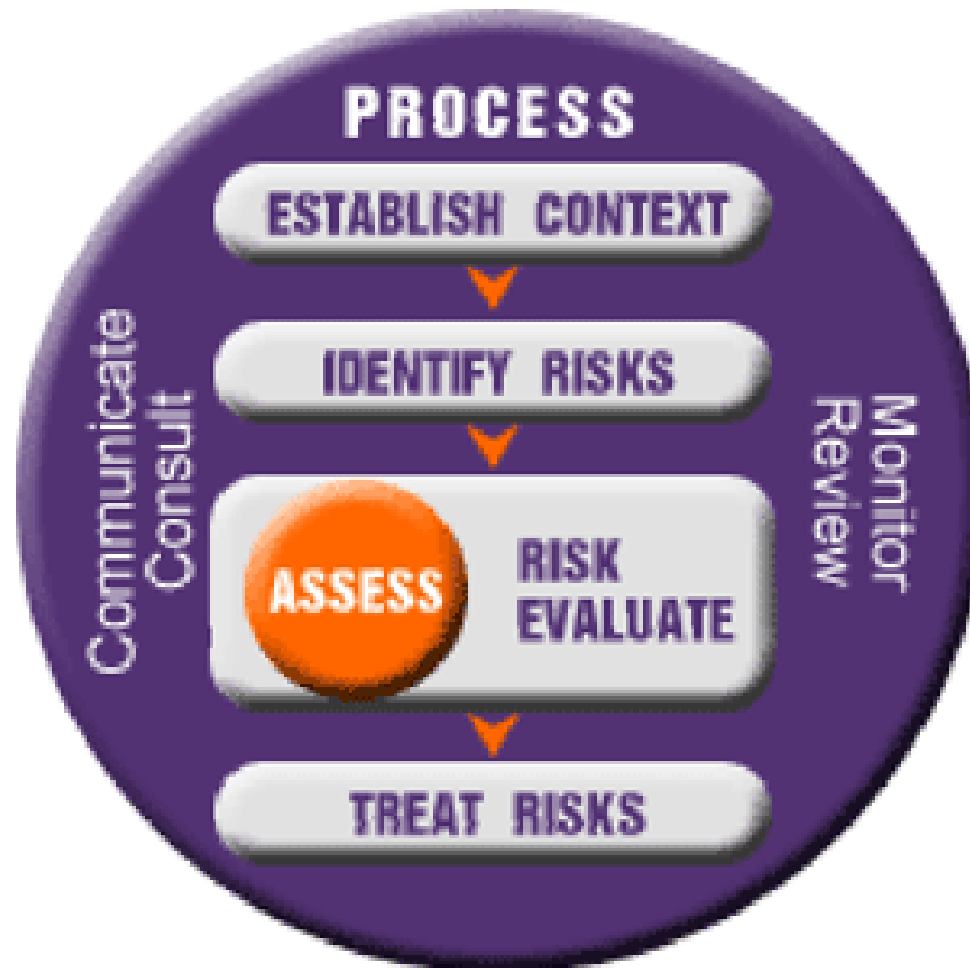 PROCESS
ESTABLISH CONTEXT
IDENTIFY RISKS
Communicate
Consult
Monitor
Review
ASSESS
RISK
EVALUATE
TREAT RISKS